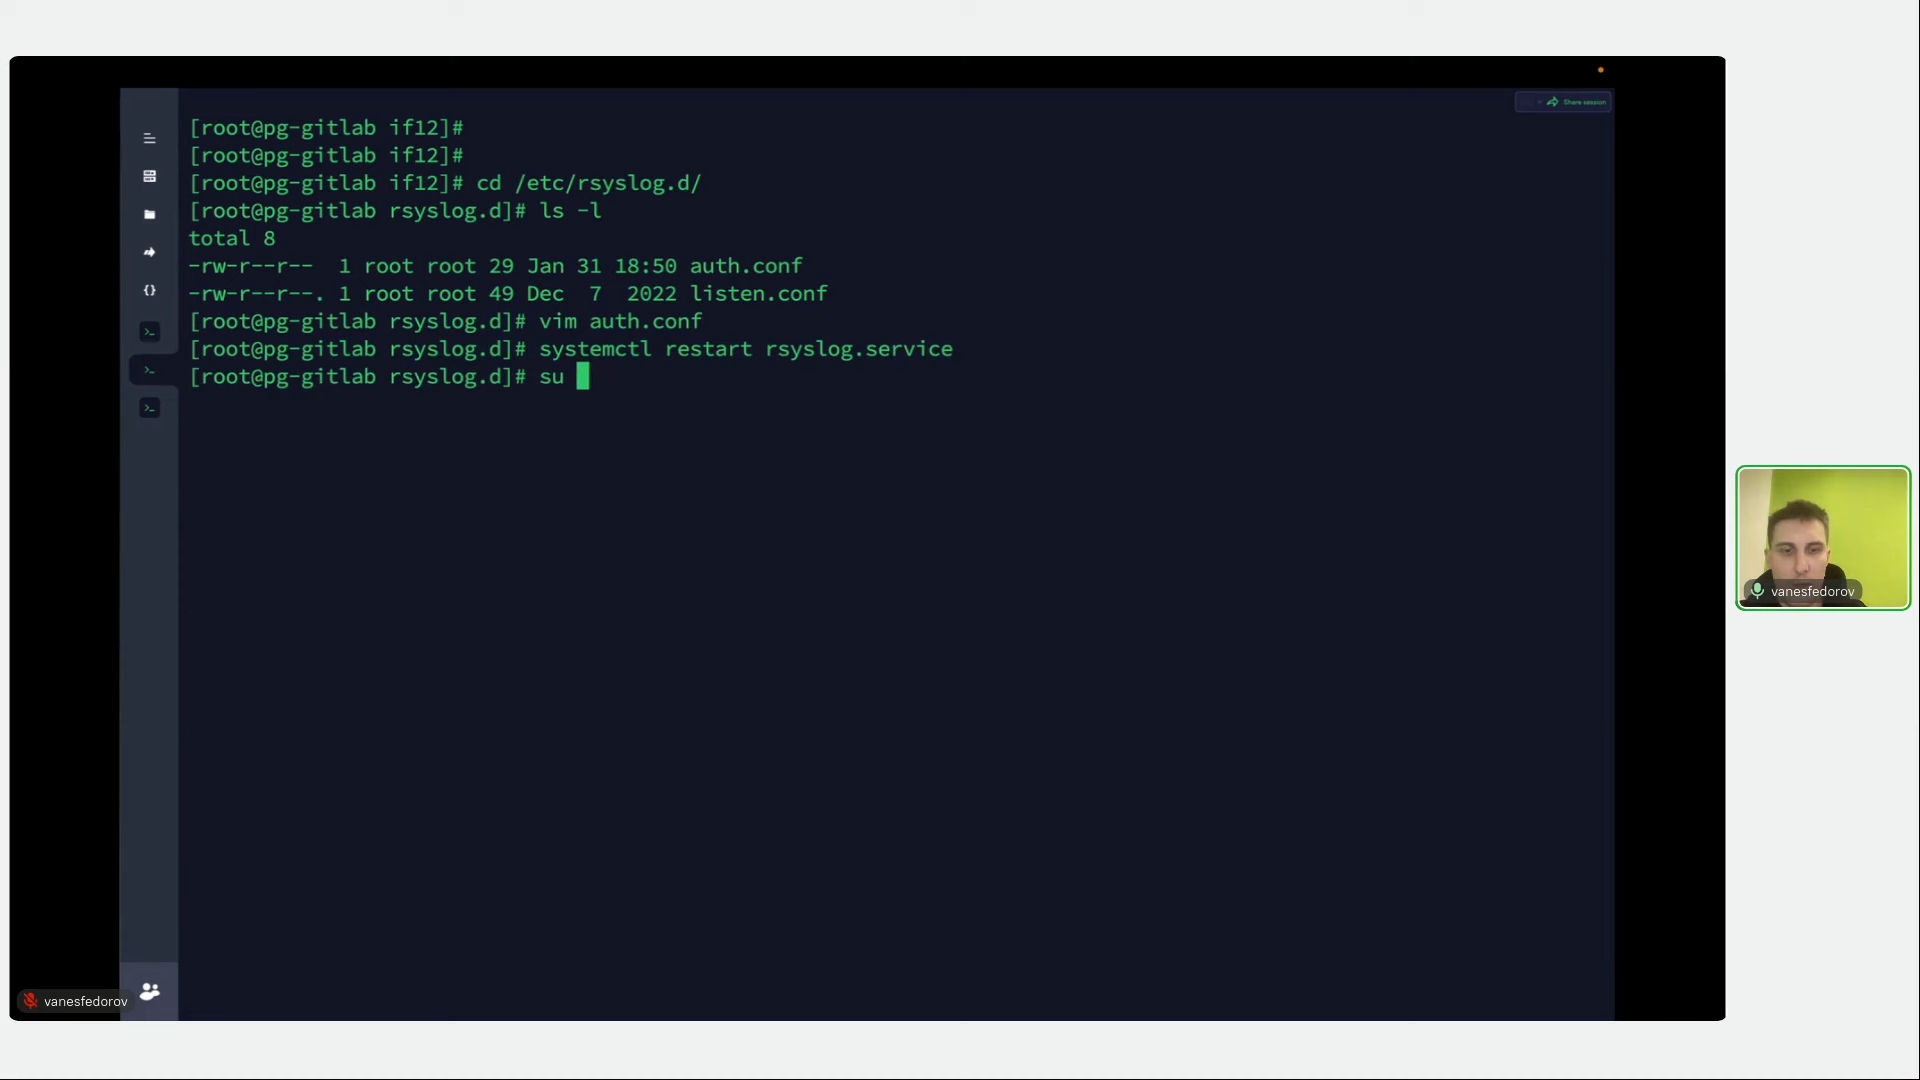 Share session
[root@pg-gitlab if12]#
[root@pg-gitlab if12]#
[root@pg-gitlab if12]# cd /etc/rsyslog.d/
[root@pg-gitlab rsyslog.d]# ls -l
total 8
-rw-r--r--  1 root root 29 Jan 31 18:50 auth.conf
-rw-r--r--. 1 root root 49 Dec  7  2022 listen.conf
[root@pg-gitlab rsyslog.d]# vim auth.conf
[root@pg-gitlab rsyslog.d]# systemctl restart rsyslog.service
[root@pg-gitlab rsyslog.d]# su
vanesfedorov
vanesfedorov